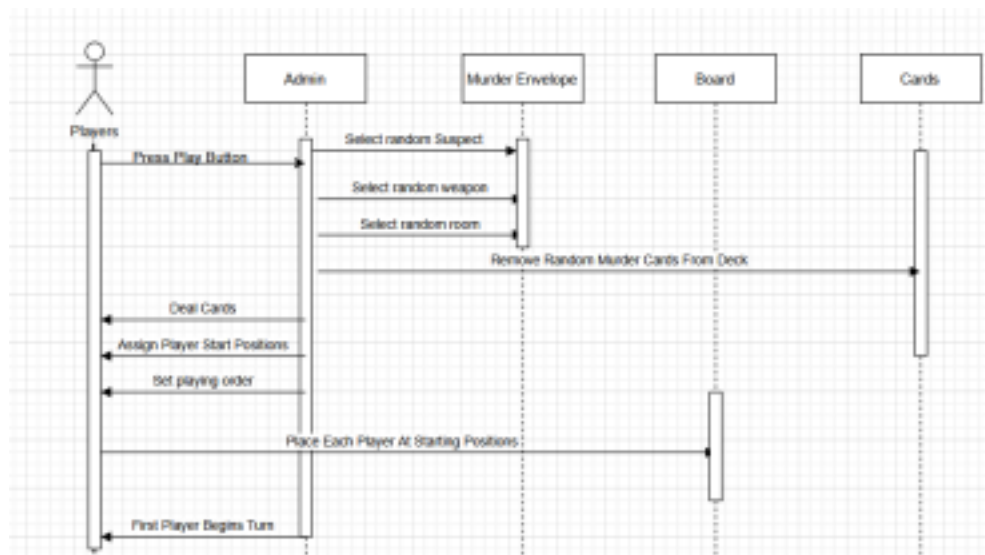 Admin
Murder Envelope
Board
Cards
Players
Select random Suspect
Press Play Button
Select random weapon
Select random room
Remove Random Murder Cards From Deck
Deal Cards
Assign Player Start Positions
Set playing order
Place Each Player At Starting Positions
First Player Begins Turn